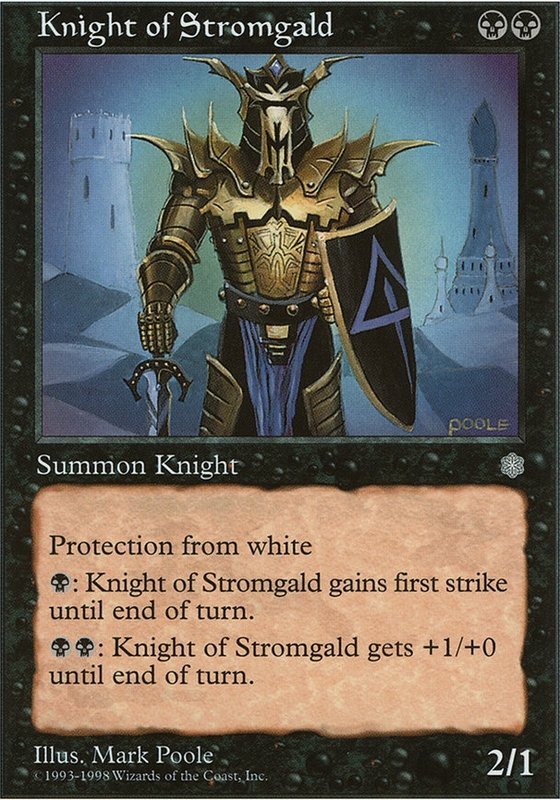 Knight of Stromgald
POOLE
Summon Knight
Protection from white
: Knight of Stromgald gains first strike
until end of turn.
: Knight of Stromgald gets +1/+0
until end of turn.
Illus. Mark Poole
©1993-1998 Wizards of the Coast, Inc.
2/1